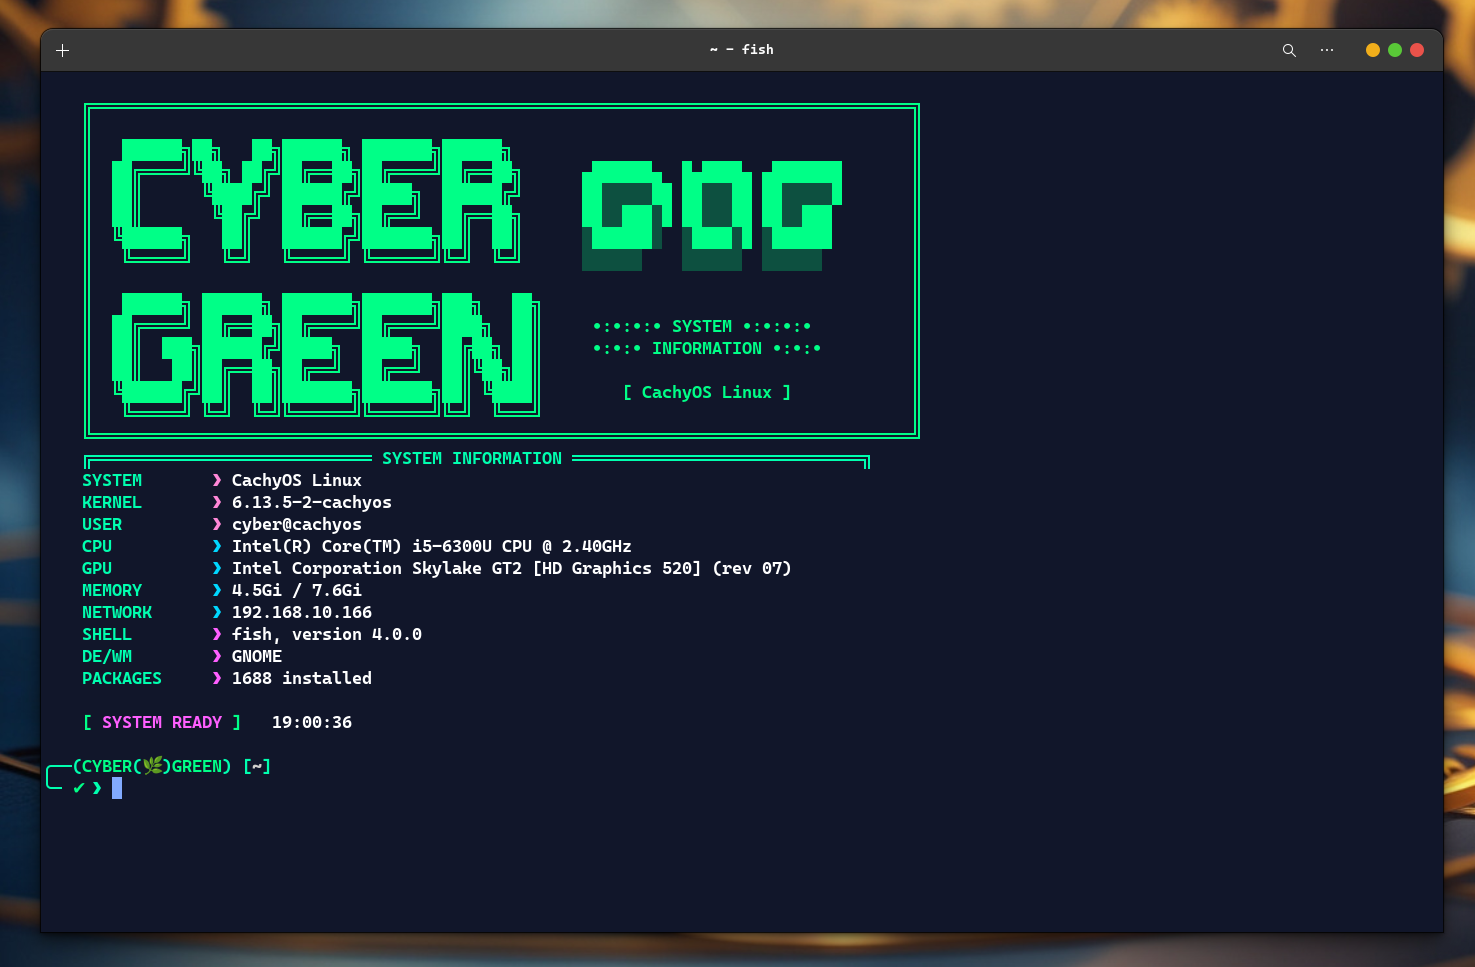 ~ - fish
CYBER
GREEN
•:•:•:• SYSTEM •:•:•:•
•:•:• INFORMATION •:•:•
[ CachyOS Linux ]
SYSTEM INFORMATION
SYSTEM ❯ CachyOS Linux
KERNEL ❯ 6.13.5-2-cachyos
USER ❯ cyber@cachyos
CPU ❯ Intel(R) Core(TM) i5-6300U CPU @ 2.40GHz
GPU ❯ Intel Corporation Skylake GT2 [HD Graphics 520] (rev 07)
MEMORY ❯ 4.5Gi / 7.6Gi
NETWORK ❯ 192.168.10.166
SHELL ❯ fish, version 4.0.0
DE/WM ❯ GNOME
PACKAGES ❯ 1688 installed
[ SYSTEM READY ] 19:00:36
(CYBER(🌿)GREEN) [~]
✔ ❯